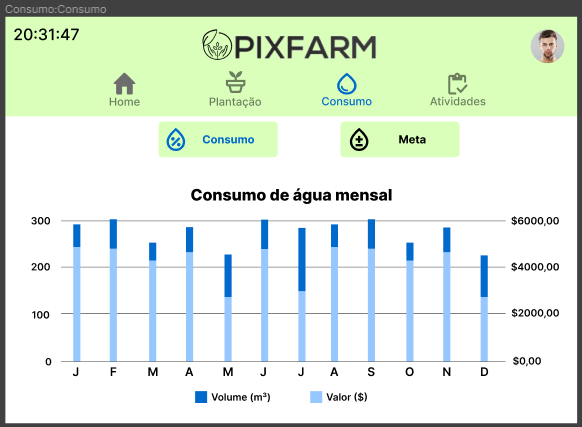 Consumo:Consumo
20:31:47
PIXFARM
Home Plantação Consumo Atividades
Consumo Meta
Consumo de água mensal
300 $6000,00
200 $4000,00
100 $2000,00
0 $0,00
J F M A M J J A S O N D
Volume (m³) Valor ($)